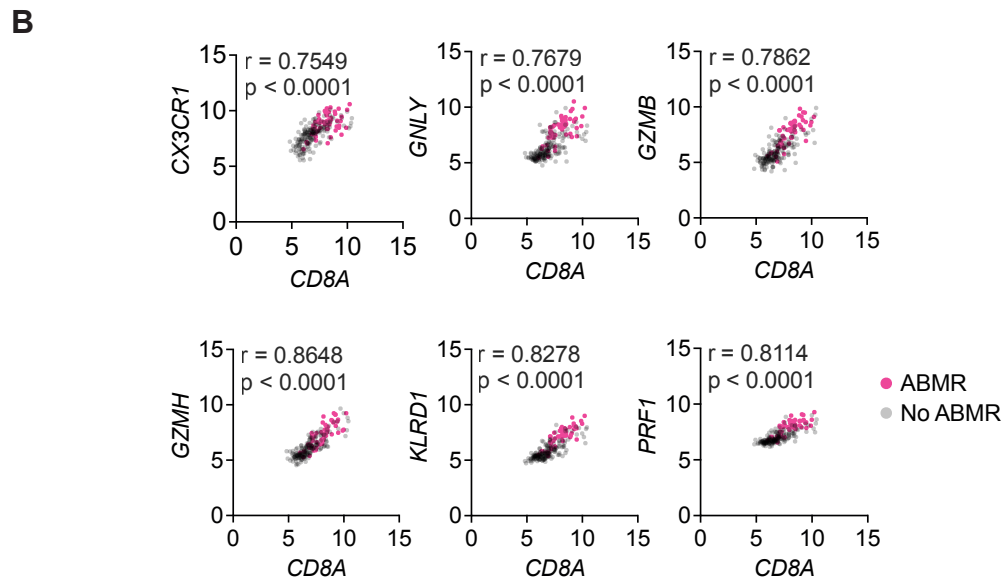 B
r = 0.7549
p < 0.0001
CX3CR1
15
10
5
0
0 5 10 15
CD8A
r = 0.7679
p < 0.0001
GNLY
15
10
5
0
0 5 10 15
CD8A
r = 0.7862
p < 0.0001
GZMB
15
10
5
0
0 5 10 15
CD8A
r = 0.8648
p < 0.0001
GZMH
15
10
5
0
0 5 10 15
CD8A
r = 0.8278
p < 0.0001
KLRD1
15
10
5
0
0 5 10 15
CD8A
r = 0.8114
p < 0.0001
PRF1
15
10
5
0
0 5 10 15
CD8A
ABMR
No ABMR